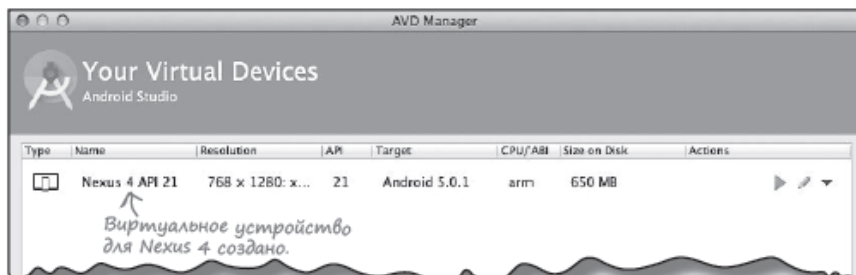 AVD Manager
Your Virtual Devices
Android Studio
Type Name Resolution API Target CPU/ABI Size on Disk Actions
Nexus 4 API 21 768 x 1280: x... 21 Android 5.0.1 arm 650 MB
Виртуальное устройство
для Nexus 4 создано.